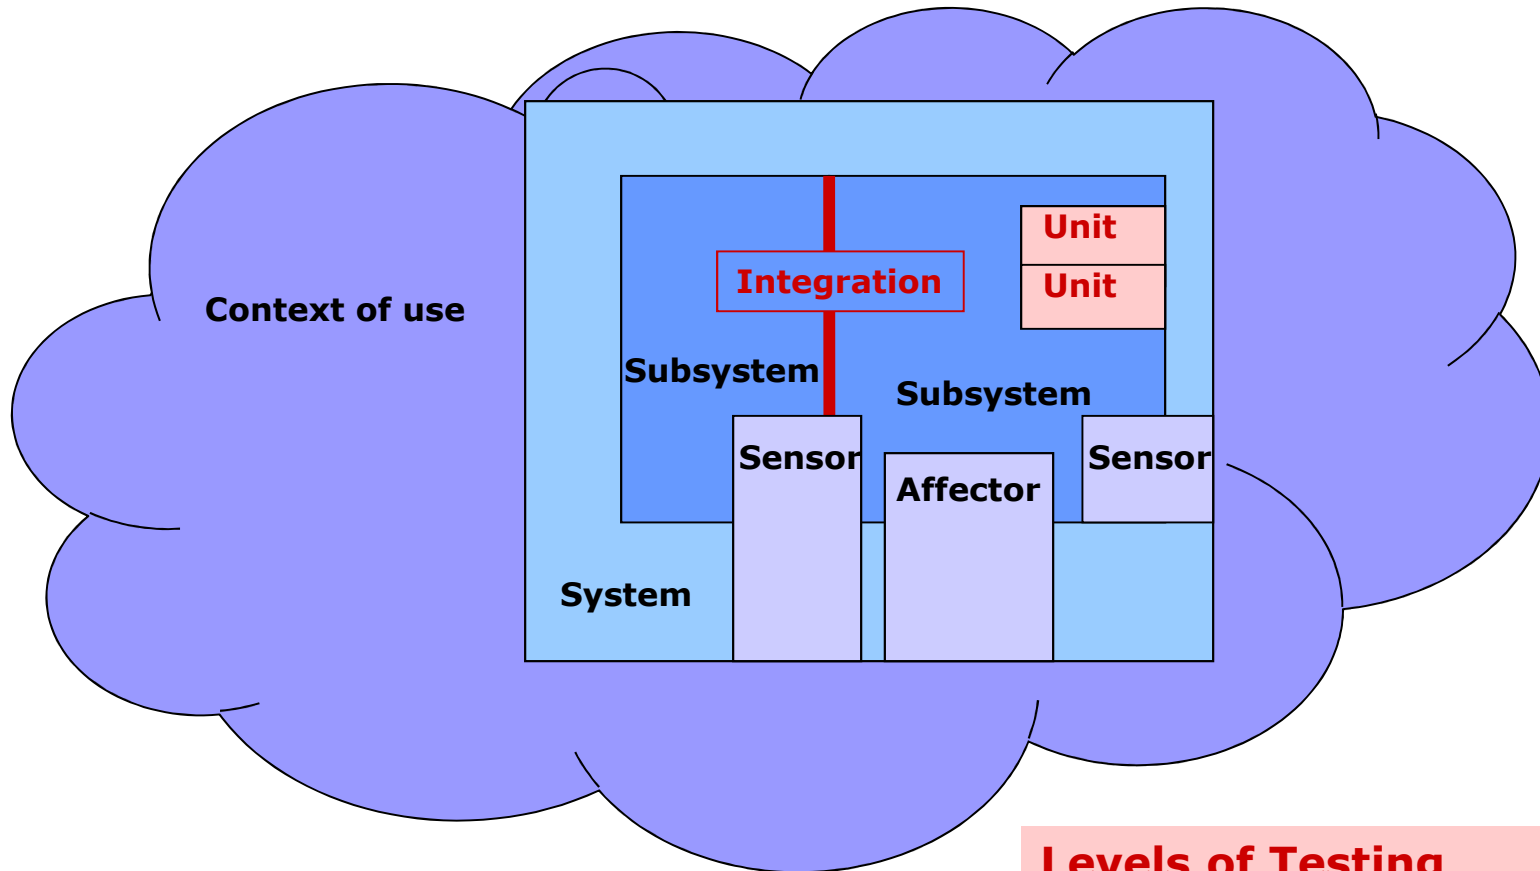 Unit
Integration
Unit
Context of use
Subsystem
Subsystem
Sensor
Sensor
Affector
System
Levels of Testing